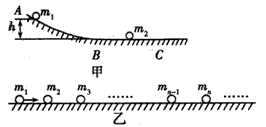 A m₁
h
m₂
B C
甲
m₁ m₂ m₃ …… mₙ₋₁ mₙ ……
乙